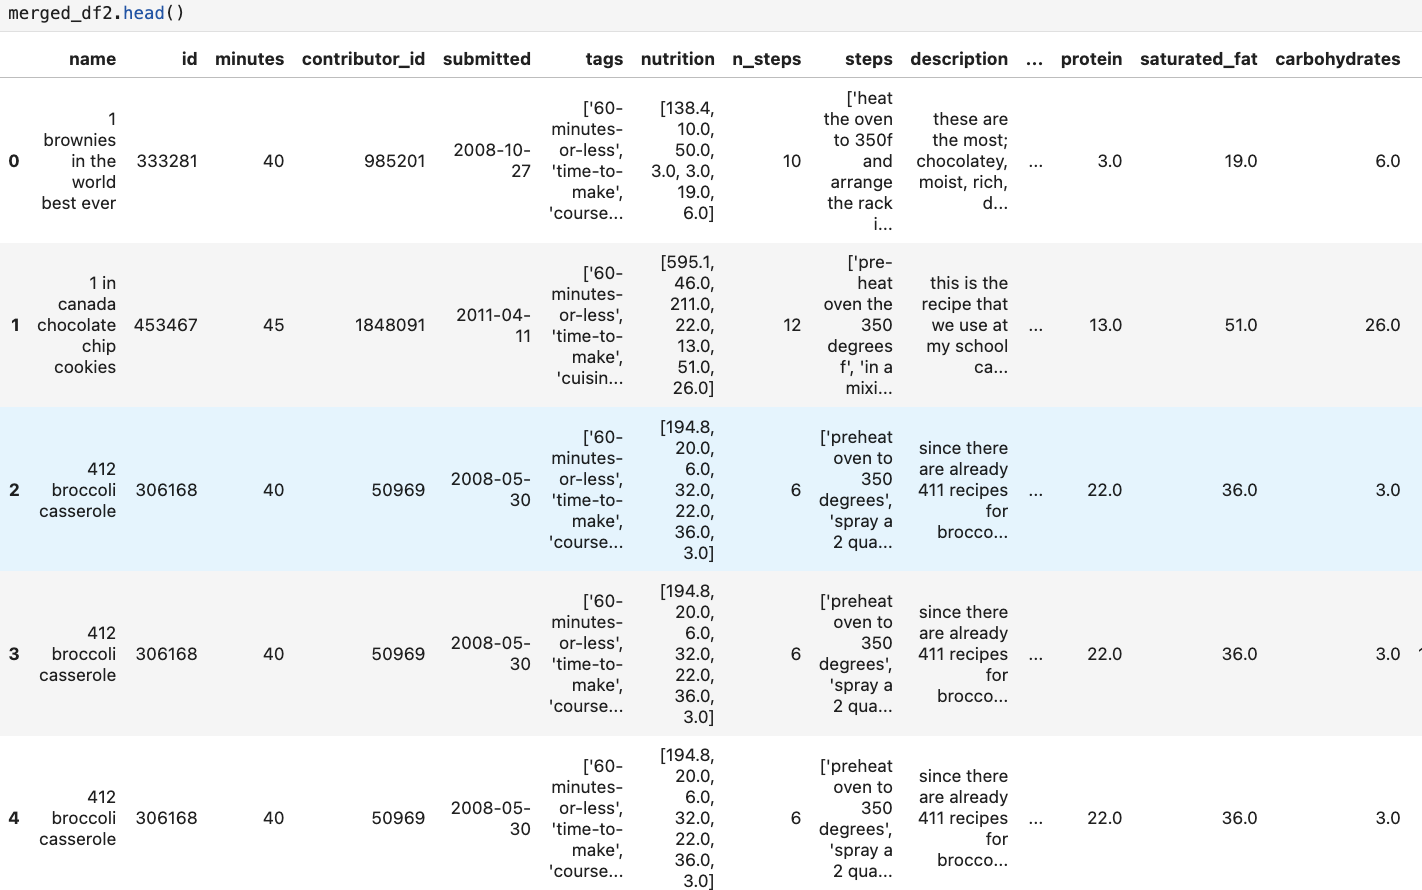 merged_df2.head()
name id minutes contributor_id submitted tags nutrition n_steps steps description ... protein saturated_fat carbohydrates
0 1 brownies in the world best ever 333281 40 985201 2008-10-27 ['60-minutes-or-less', 'time-to-make', 'course... [138.4, 10.0, 50.0, 3.0, 3.0, 19.0, 6.0] 10 ['heat the oven to 350f and arrange the rack i... these are the most; chocolatey, moist, rich, d... ... 3.0 19.0 6.0
1 1 in canada chocolate chip cookies 453467 45 1848091 2011-04-11 ['60-minutes-or-less', 'time-to-make', 'cuisin... [595.1, 46.0, 211.0, 22.0, 13.0, 51.0, 26.0] 12 ['pre-heat oven the 350 degrees f', 'in a mixi... this is the recipe that we use at my school ca... ... 13.0 51.0 26.0
2 412 broccoli casserole 306168 40 50969 2008-05-30 ['60-minutes-or-less', 'time-to-make', 'course... [194.8, 20.0, 6.0, 32.0, 22.0, 36.0, 3.0] 6 ['preheat oven to 350 degrees', 'spray a 2 qua... since there are already 411 recipes for brocco... ... 22.0 36.0 3.0
3 412 broccoli casserole 306168 40 50969 2008-05-30 ['60-minutes-or-less', 'time-to-make', 'course... [194.8, 20.0, 6.0, 32.0, 22.0, 36.0, 3.0] 6 ['preheat oven to 350 degrees', 'spray a 2 qua... since there are already 411 recipes for brocco... ... 22.0 36.0 3.0
4 412 broccoli casserole 306168 40 50969 2008-05-30 ['60-minutes-or-less', 'time-to-make', 'course... [194.8, 20.0, 6.0, 32.0, 22.0, 36.0, 3.0] 6 ['preheat oven to 350 degrees', 'spray a 2 qua... since there are already 411 recipes for brocco... ... 22.0 36.0 3.0